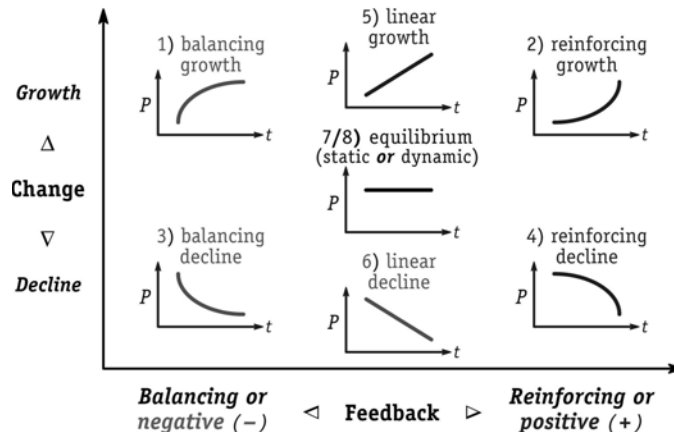 1) balancing
growth
P
t
5) linear
growth
P
t
2) reinforcing
growth
P
t
Growth
Δ
Change
∇
Decline
7/8) equilibrium
(static or dynamic)
P
t
3) balancing
decline
P
t
6) linear
decline
P
t
4) reinforcing
decline
P
t
Balancing or
negative (−)
◁ Feedback ▷
Reinforcing or
positive (+)